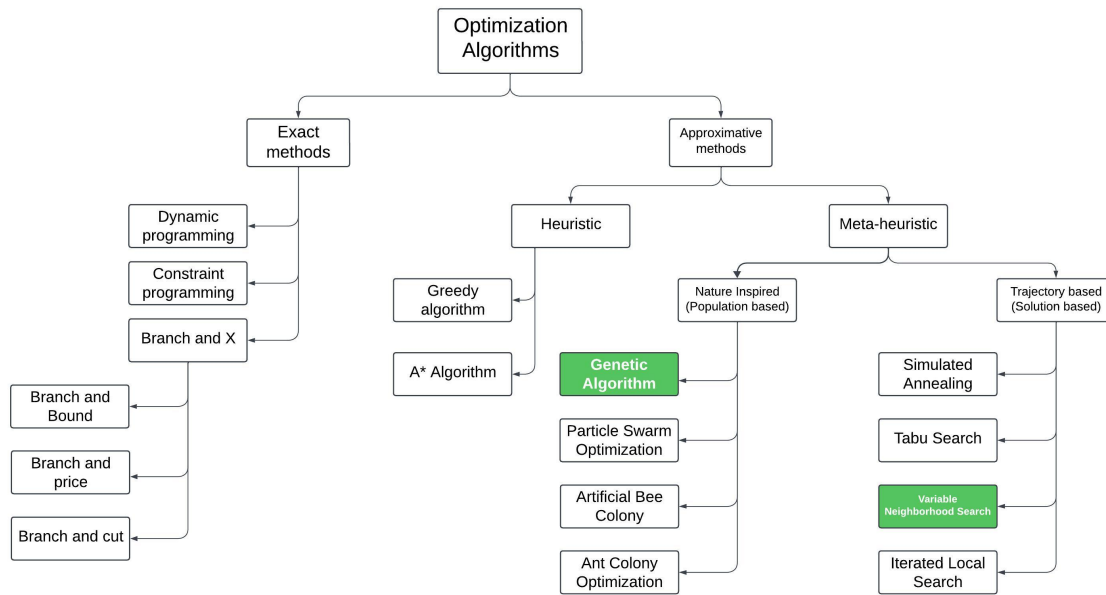 Optimization
Algorithms
Exact
methods
Approximative
methods
Dynamic
programming
Constraint
programming
Branch and X
Branch and
Bound
Branch and
price
Branch and cut
Heuristic
Meta-heuristic
Greedy
algorithm
A* Algorithm
Nature Inspired
(Population based)
Trajectory based
(Solution based)
Genetic
Algorithm
Particle Swarm
Optimization
Artificial Bee
Colony
Ant Colony
Optimization
Simulated
Annealing
Tabu Search
Variable
Neighborhood Search
Iterated Local
Search